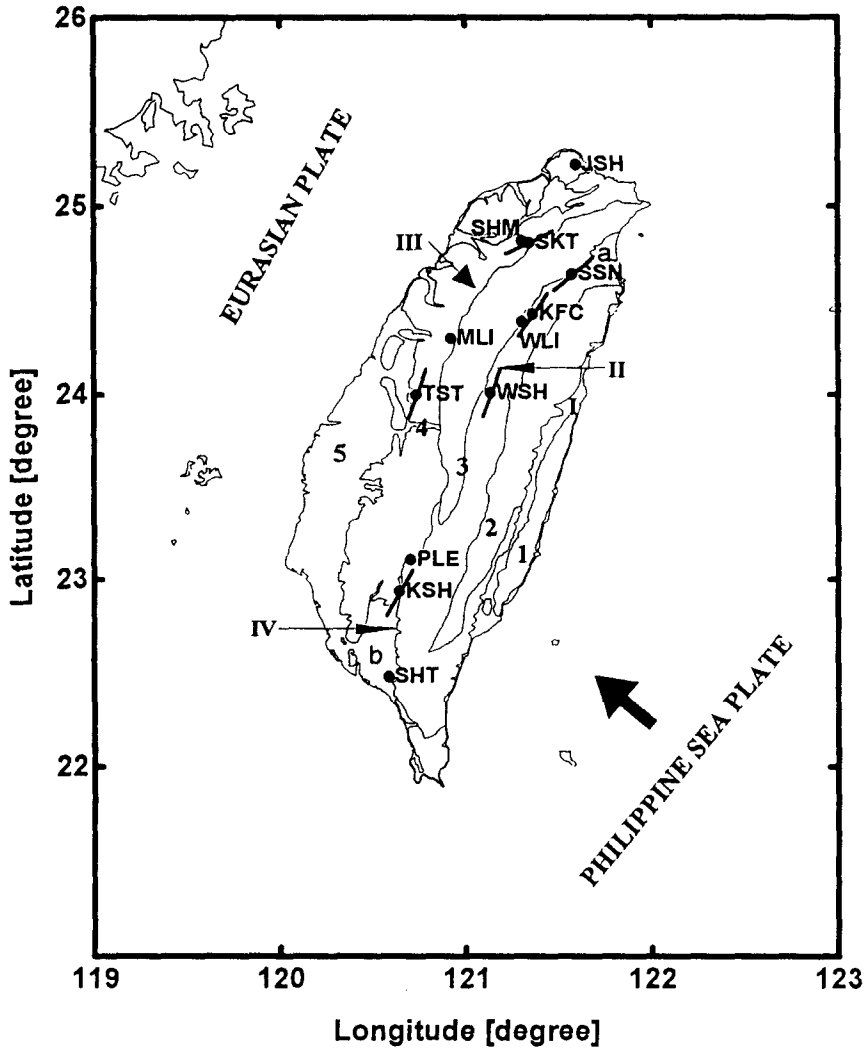 26
25
24
23
22
Latitude [degree]
119
120
121
122
123
Longitude [degree]
EURASIAN PLATE
PHILIPPINE SEA PLATE
JSH
SHM
SKT
III
a
SSN
KFC
WLI
MLI
II
TST
WSH
I
4
5
3
2
1
PLE
KSH
IV
b
SHT